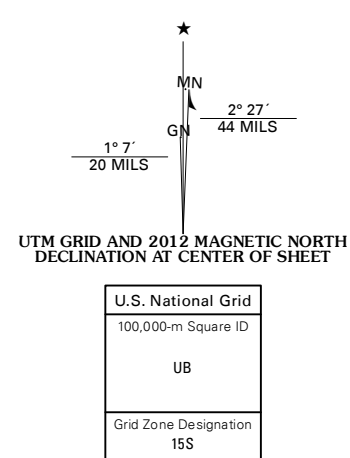 ★
MN
2° 27´
44 MILS
GN
1° 7´
20 MILS
UTM GRID AND 2012 MAGNETIC NORTH
DECLINATION AT CENTER OF SHEET
U.S. National Grid
100,000-m Square ID
UB
Grid Zone Designation
15S